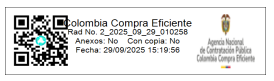 Colombia Compra Eficiente
Rad No. 2_2025_09_29_010258
Anexos: No Con copia: No
Fecha: 29/09/2025 15:19:56
Agencia Nacional
de Contratación Pública
Colombia Compra Eficiente